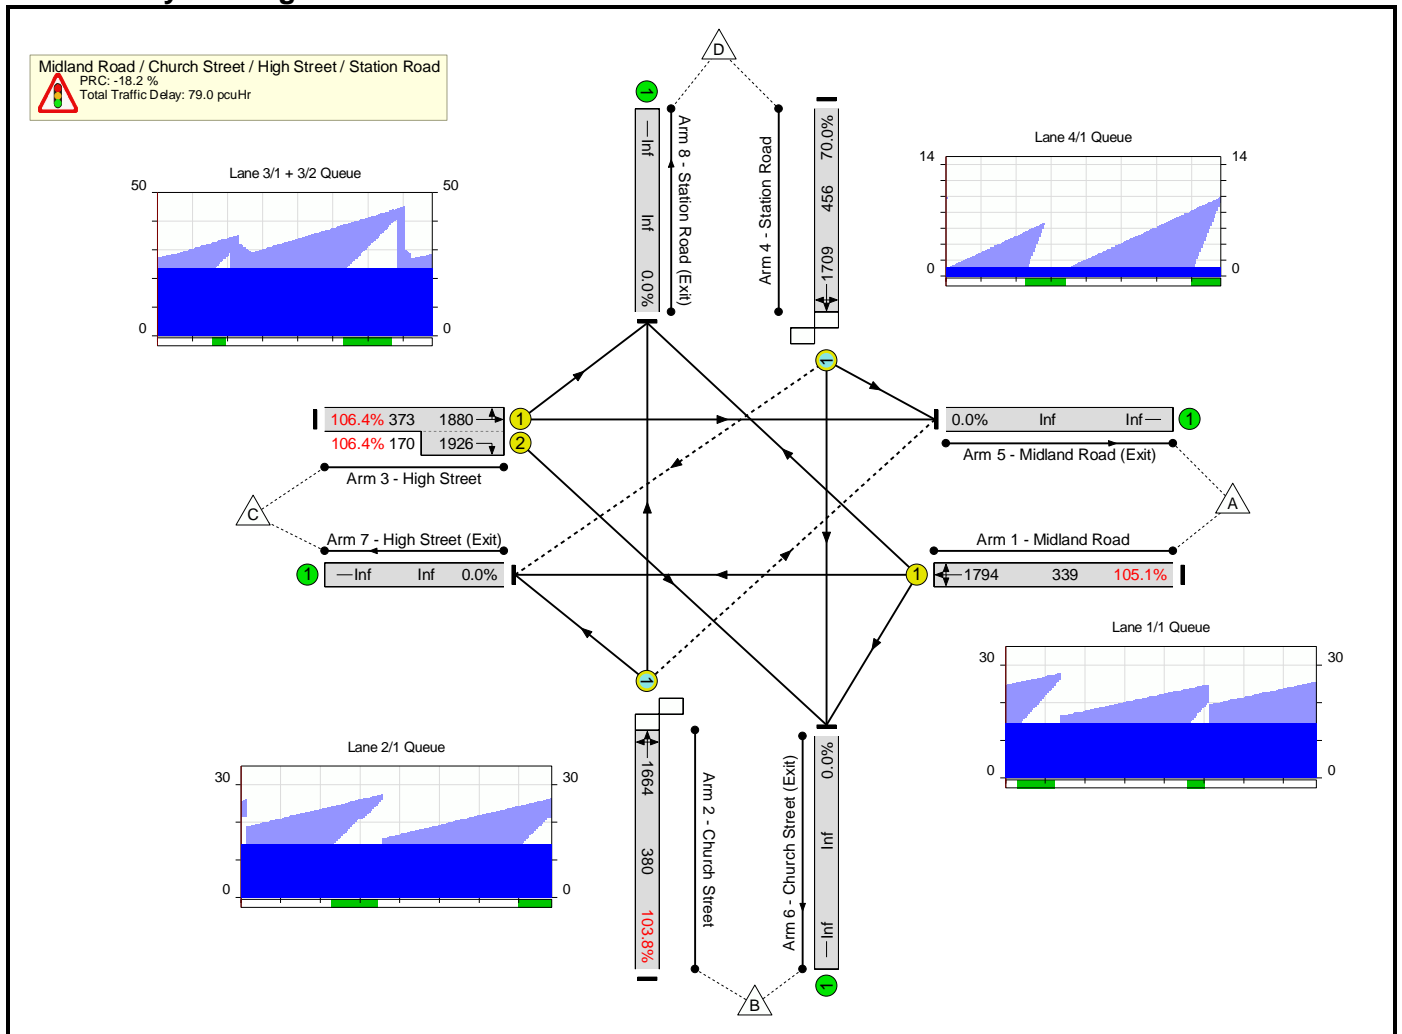 Midland Road / Church Street / High Street / Station Road
PRC: -18.2 %
Total Traffic Delay: 79.0 pcuHr
D
1
Arm 8 - Station Road (Exit)
Inf
Inf
0.0%
Arm 4 - Station Road
70.0%
456
1709
1
Lane 4/1 Queue
14
14
0
0
Lane 3/1 + 3/2 Queue
50
50
0
0
106.4% 373 1880
1
106.4% 170 1926
2
Arm 3 - High Street
C
Arm 7 - High Street (Exit)
1
Inf Inf 0.0%
0.0% Inf Inf
1
Arm 5 - Midland Road (Exit)
A
Arm 1 - Midland Road
1
1794 339 105.1%
Lane 1/1 Queue
30
30
0
0
Lane 2/1 Queue
30
30
0
0
1
1664
380
103.8%
Arm 2 - Church Street
Arm 6 - Church Street (Exit)
0.0%
Inf
Inf
1
B